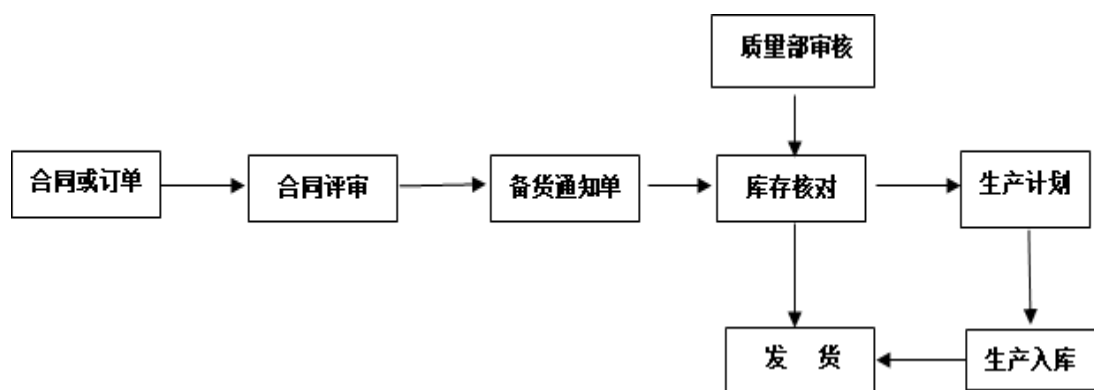 质量部审核
合同或订单
合同评审
备货通知单
库存核对
生产计划
发 货
生产入库